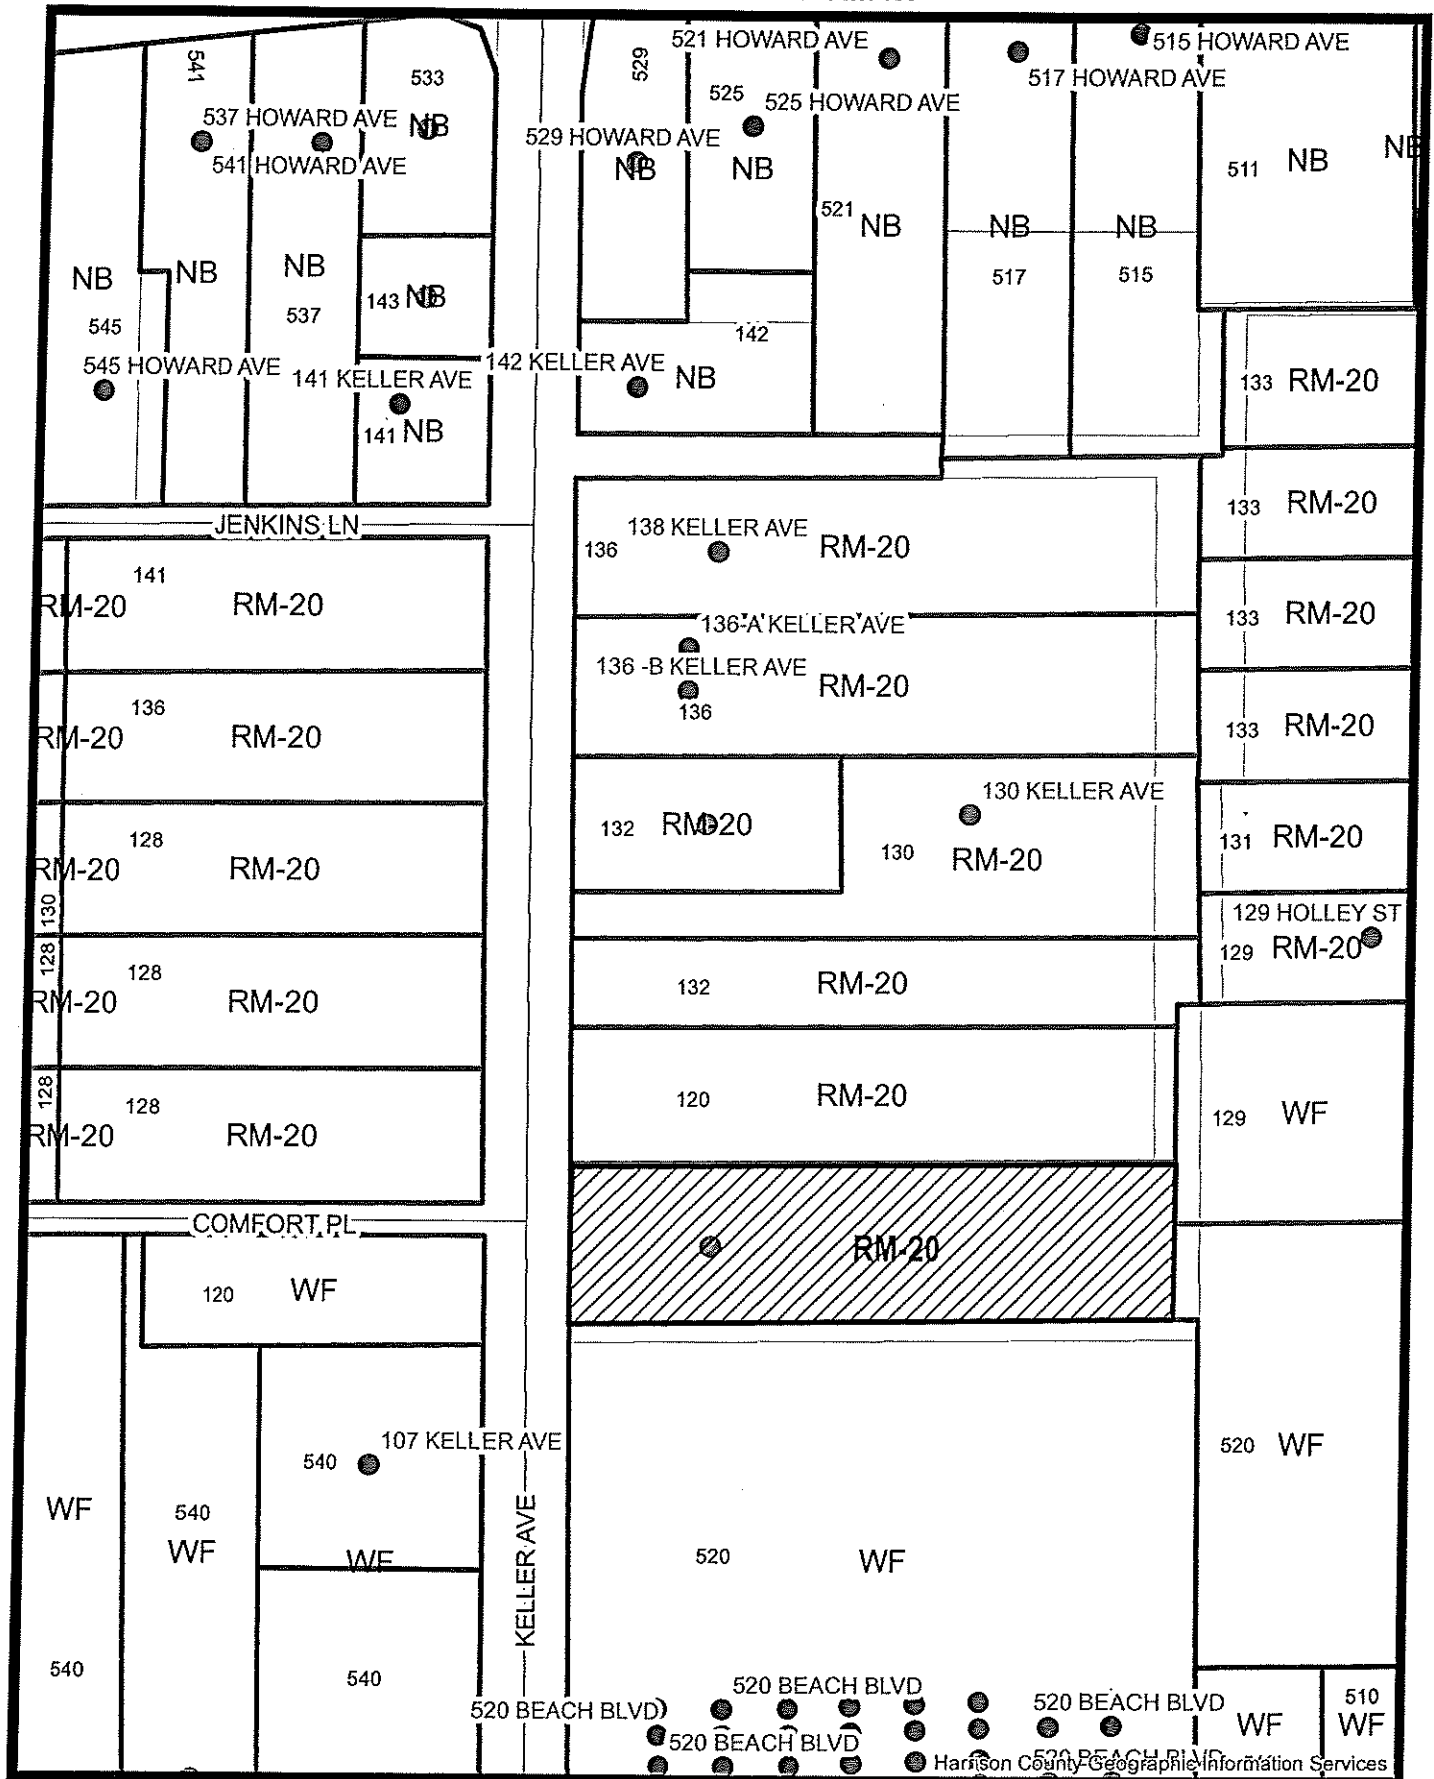 521 HOWARD AVE
515 HOWARD AVE
541
533
529
517 HOWARD AVE
525
525 HOWARD AVE
537 HOWARD AVE
NB
529 HOWARD AVE
541 HOWARD AVE
NB
NB
511
NB
NB
521
NB
NB
NB
NB
NB
NB
517
515
143
NB
545
537
142
545 HOWARD AVE
141 KELLER AVE
142 KELLER AVE
NB
133
RM-20
141
NB
133
RM-20
JENKINS LN
136
138 KELLER AVE
RM-20
141
RM-20
RM-20
136-A KELLER AVE
133
RM-20
136 -B KELLER AVE
RM-20
136
136
RM-20
RM-20
133
RM-20
130 KELLER AVE
132
RM-20
128
RM-20
RM-20
130
RM-20
131
RM-20
130
129 HOLLEY ST
129
RM-20
128
128
RM-20
RM-20
132
RM-20
128
128
120
RM-20
129
WF
RM-20
RM-20
COMFORT PL
RM-20
120
WF
107 KELLER AVE
540
520
WF
WF
540
WF
WF
KELLER AVE
520
WF
540
540
520 BEACH BLVD
520 BEACH BLVD
520 BEACH BLVD
510
520 BEACH BLVD
WF
WF
520 BEACH BLVD
Harrison County Geographic Information Services